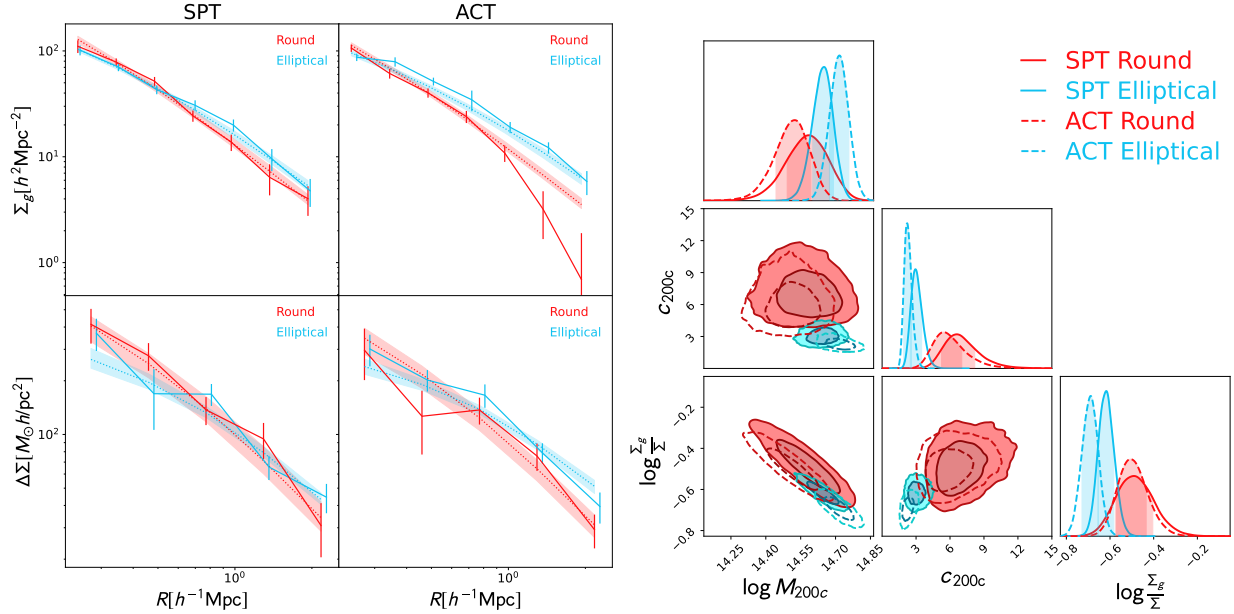 SPT
ACT
Round
Elliptical
Round
Elliptical
10²
10¹
10⁰
Σg[h²Mpc⁻²]
Round
Elliptical
Round
Elliptical
10²
ΔΣ[M⊙h/pc²]
10⁰
10⁰
R[h⁻¹Mpc]
R[h⁻¹Mpc]
SPT Round
SPT Elliptical
ACT Round
ACT Elliptical
15
12
9
6
3
c200c
−0.2
−0.4
−0.6
−0.8
log Σg/Σ
14.25
14.40
14.55
14.70
14.85
3
6
9
12
15
−0.8
−0.6
−0.4
−0.2
log M200c
c200c
log Σg/Σ